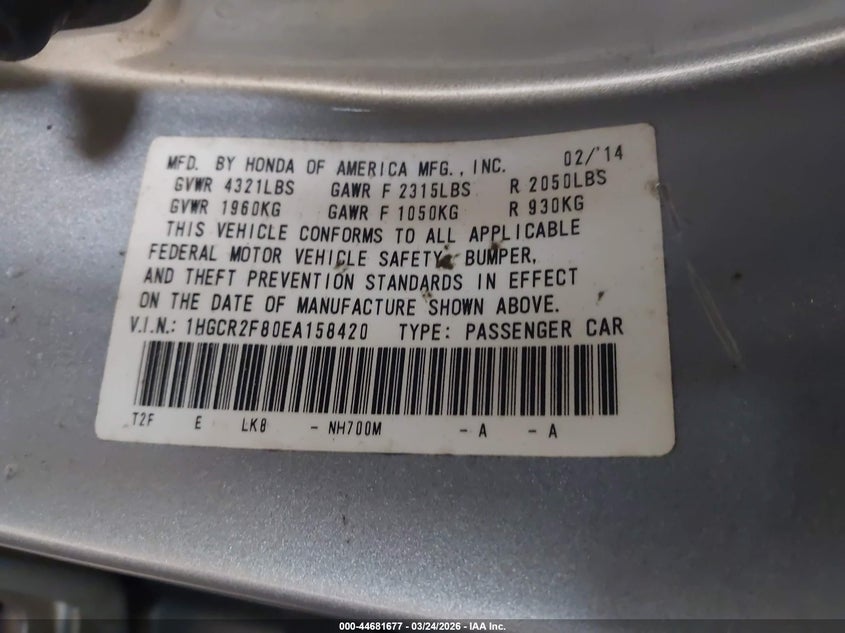 MFD. BY HONDA OF AMERICA MFG., INC. 02/'14
GVWR 4321LBS GAWR F 2315LBS R 2050LBS
GVWR 1960KG GAWR F 1050KG R 930KG
THIS VEHICLE CONFORMS TO ALL APPLICABLE
FEDERAL MOTOR VEHICLE SAFETY, BUMPER,
AND THEFT PREVENTION STANDARDS IN EFFECT
ON THE DATE OF MANUFACTURE SHOWN ABOVE.
V.I.N.: 1HGCR2F80EA158420 TYPE: PASSENGER CAR
T2F E LK8 - NH700M - A - A
000-44681677 - 03/24/2026 - IAA Inc.